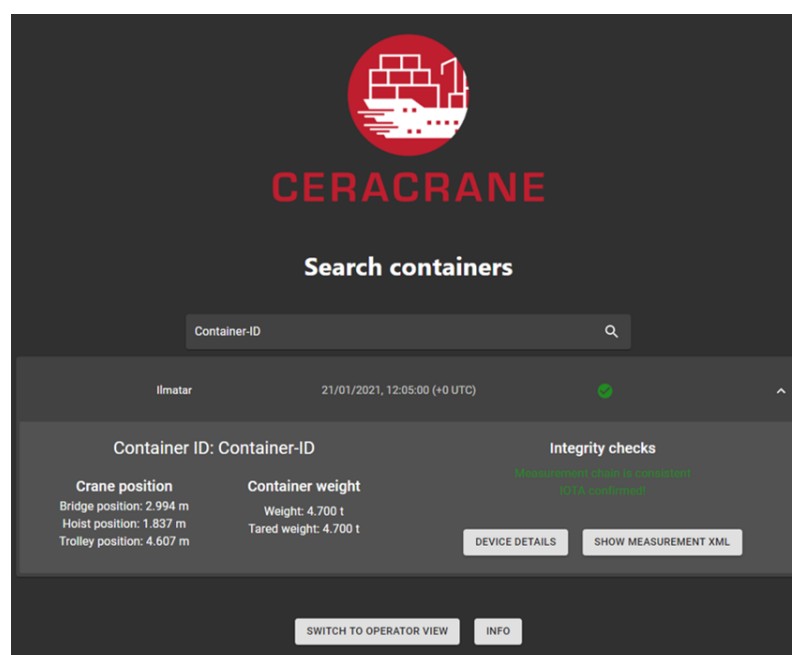 CERACRANE
Search containers
Container-ID
Ilmatar 21/01/2021, 12:05:00 (+0 UTC)
Container ID: Container-ID
Crane position
Bridge position: 2.994 m
Hoist position: 1.837 m
Trolley position: 4.607 m
Container weight
Weight: 4.700 t
Tared weight: 4.700 t
Integrity checks
Measurement chain is consistent
IOTA confirmed!
DEVICE DETAILS SHOW MEASUREMENT XML
SWITCH TO OPERATOR VIEW INFO